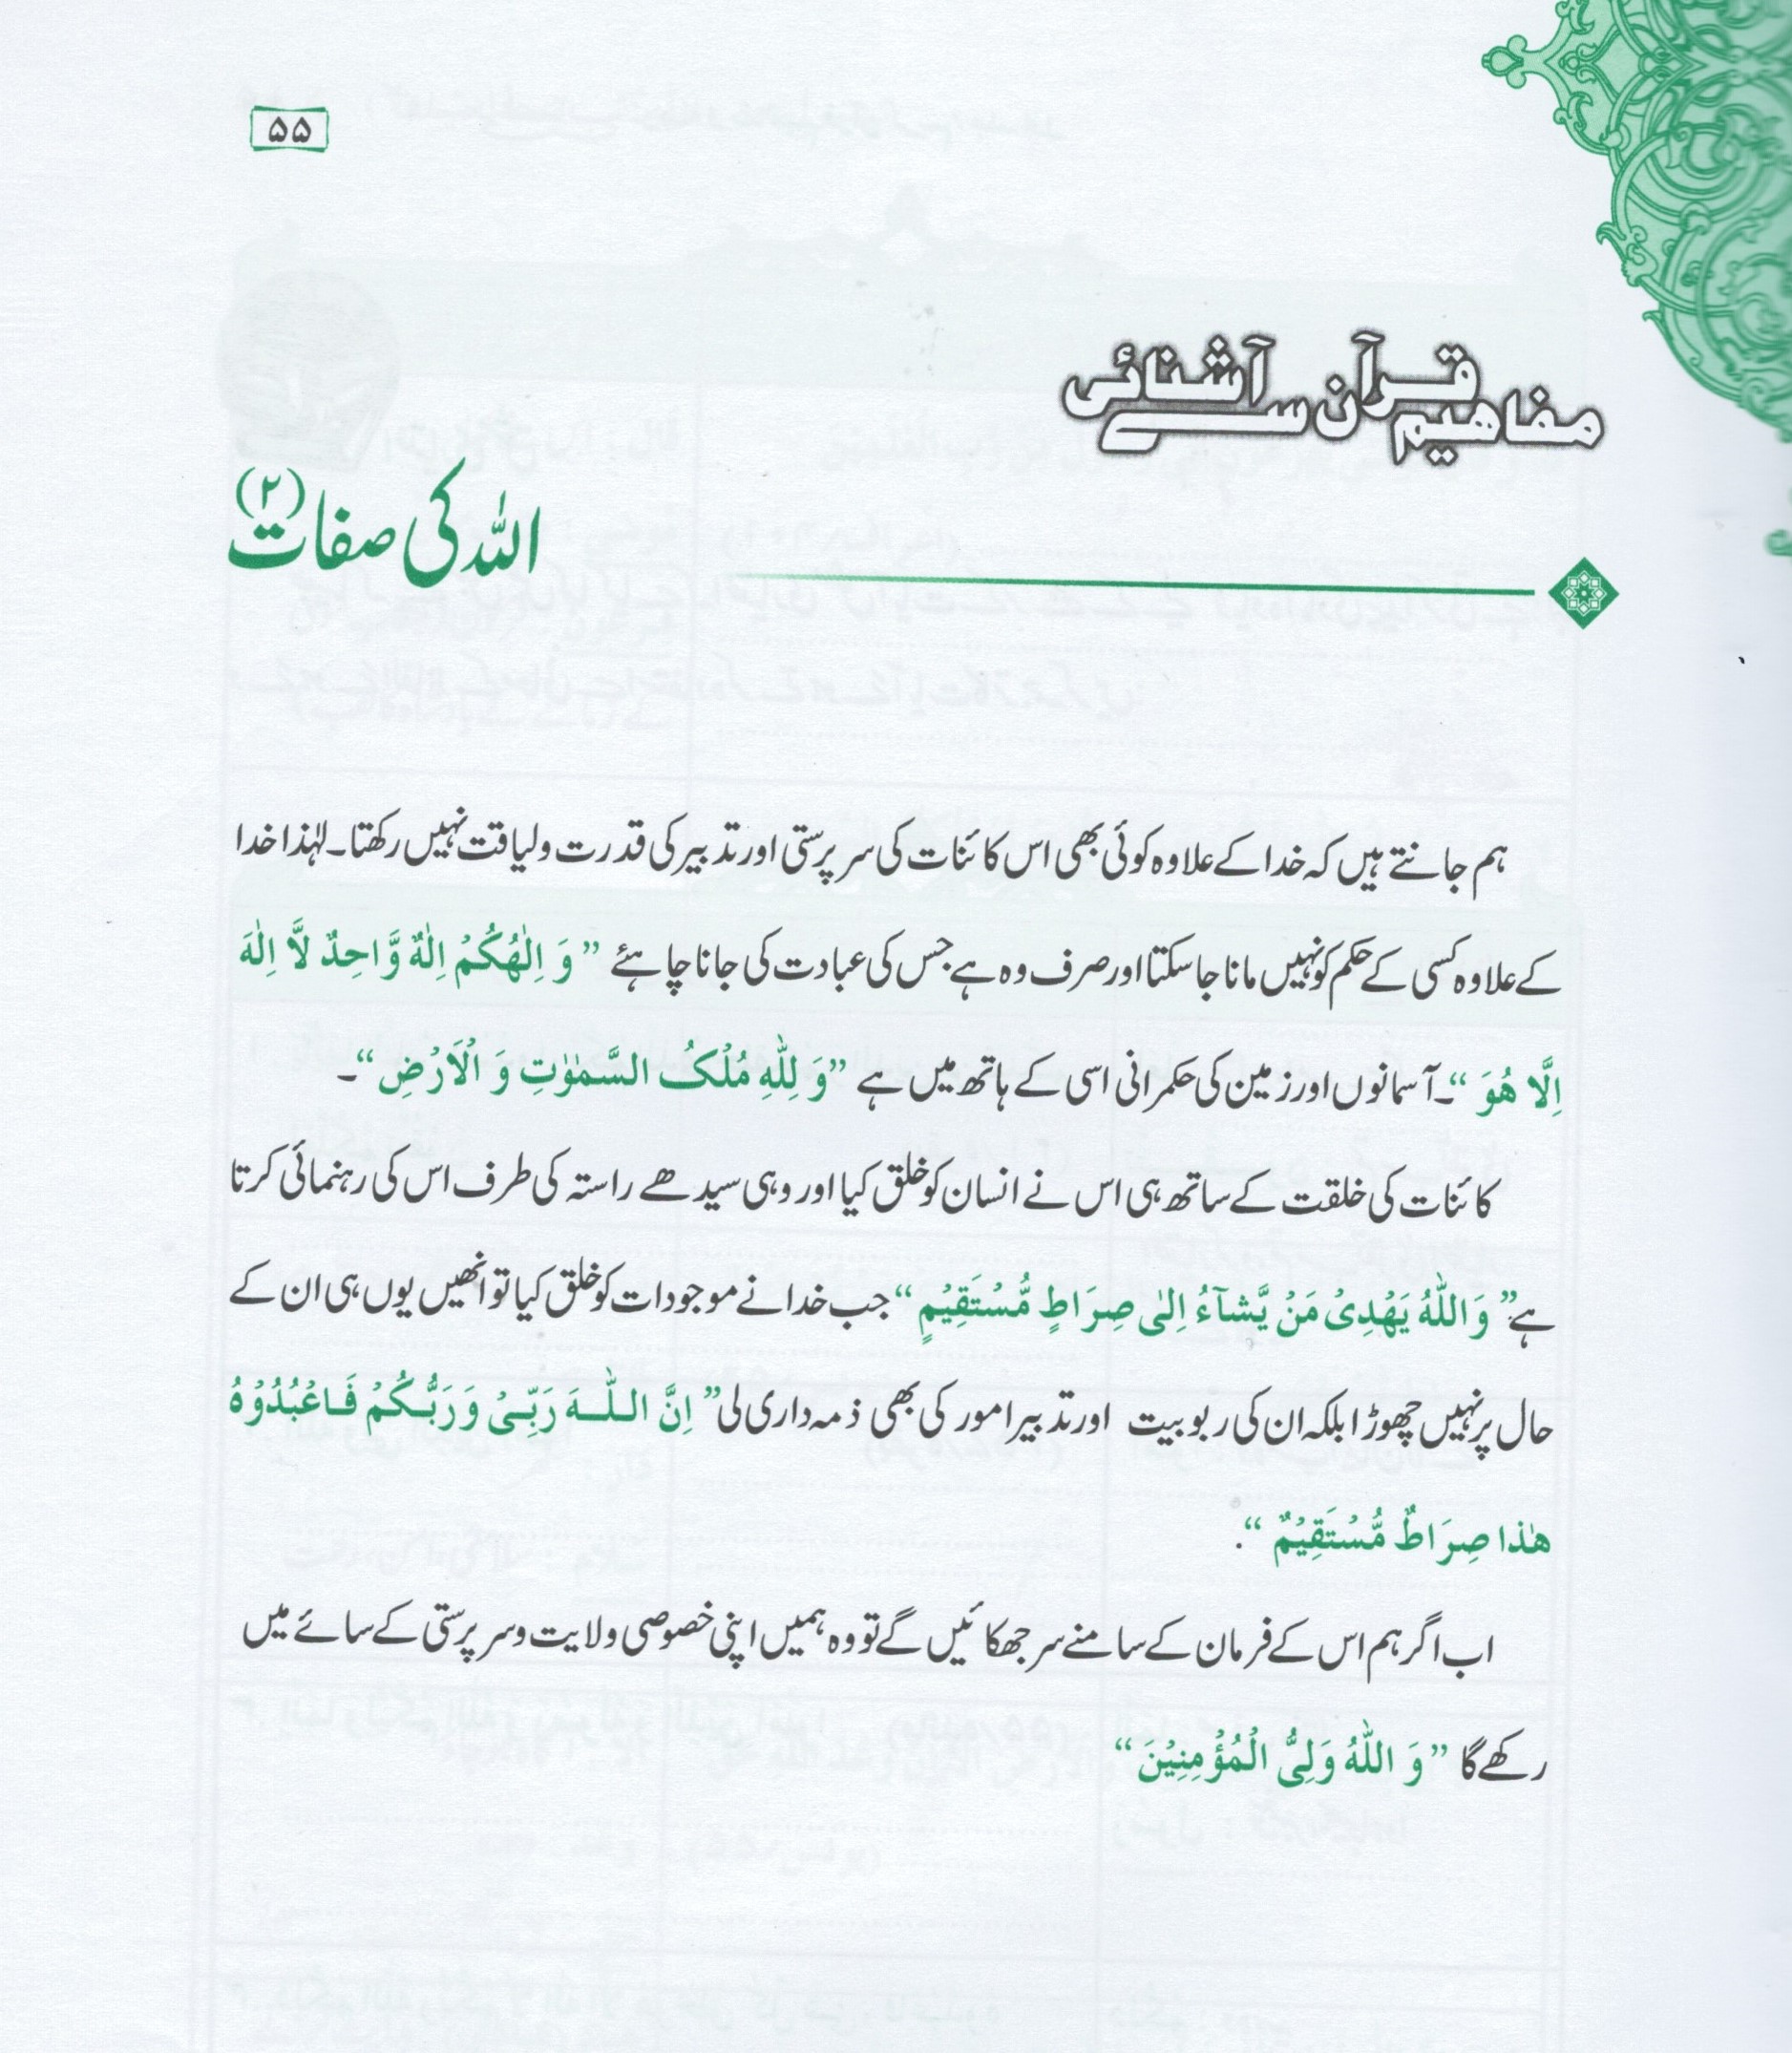 ۵۵
مفاهیم قرآن سے آشنائی
اللہ کی صفات (۲)
ہم جانتے ہیں کہ خدا کے علاوہ کوئی بھی اس کائنات کی سرپرستی اور تدبیر کی قدرت و لیاقت نہیں رکھتا۔ لہٰذا خدا
کے علاوہ کسی کے حکم کو نہیں مانا جا سکتا اور صرف وہ ہے جس کی عبادت کی جانا چاہئے ” وَ اِلٰهُكُمْ اِلٰهٌ وَّاحِدٌ لَّا اِلٰهَ
اِلَّا هُوَ “۔ آسمانوں اور زمین کی حکمرانی اسی کے ہاتھ میں ہے ”وَ لِلّٰهِ مُلْکُ السَّمٰوٰتِ وَ الْاَرْضِ“۔
کائنات کی خلقت کے ساتھ ہی اس نے انسان کو خلق کیا اور وہی سیدھے راستہ کی طرف اس کی رہنمائی کرتا
ہے” وَاللّٰهُ يَهْدِىْ مَنْ يَّشَآءُ اِلٰى صِرَاطٍ مُّسْتَقِيْمٍ“ جب خدا نے موجودات کو خلق کیا تو انھیں یوں ہی ان کے
حال پر نہیں چھوڑا بلکہ ان کی ربوبیت اور تدبیر امور کی بھی ذمہ داری لی” اِنَّ اللّٰهَ رَبِّىْ وَرَبُّكُمْ فَاعْبُدُوْهُ
هٰذا صِرَاطٌ مُّسْتَقِيْمٌ “.
اب اگر ہم اس کے فرمان کے سامنے سر جھکائیں گے تو وہ ہمیں اپنی خصوصی ولایت و سرپرستی کے سائے میں
رکھے گا ” وَ اللّٰهُ وَلِىُّ الْمُؤْمِنِيْنَ“